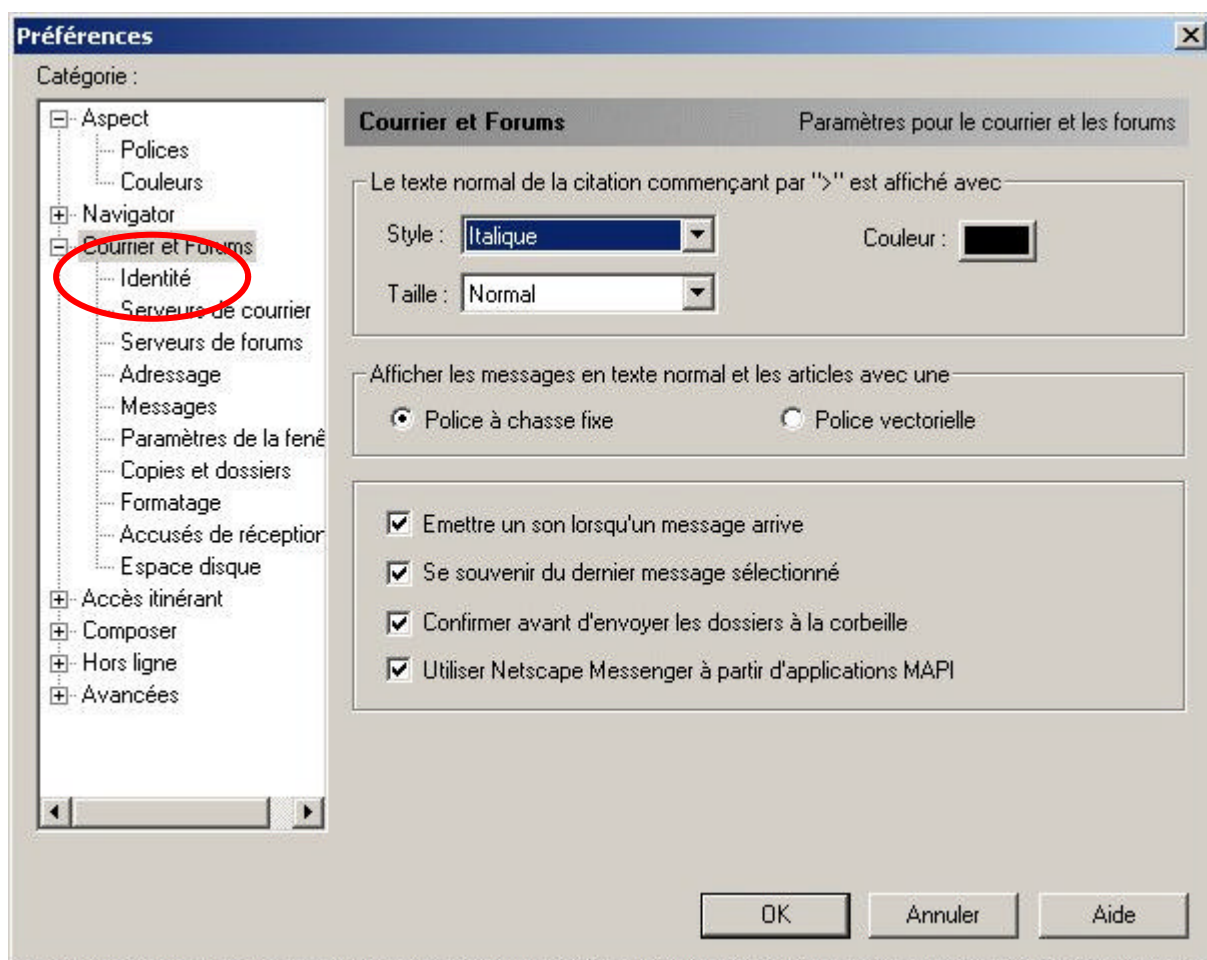 Préférences
Catégorie :
Aspect
Polices
Couleurs
Navigator
Courrier et Forums
Identité
Serveurs de courrier
Serveurs de forums
Adressage
Messages
Paramètres de la fenê
Copies et dossiers
Formatage
Accusés de réception
Espace disque
Accès itinérant
Composer
Hors ligne
Avancées
Courrier et Forums Paramètres pour le courrier et les forums
Le texte normal de la citation commençant par ">" est affiché avec
Style : Italique Couleur :
Taille : Normal
Afficher les messages en texte normal et les articles avec une
Police à chasse fixe Police vectorielle
Emettre un son lorsqu'un message arrive
Se souvenir du dernier message sélectionné
Confirmer avant d'envoyer les dossiers à la corbeille
Utiliser Netscape Messenger à partir d'applications MAPI
OK Annuler Aide